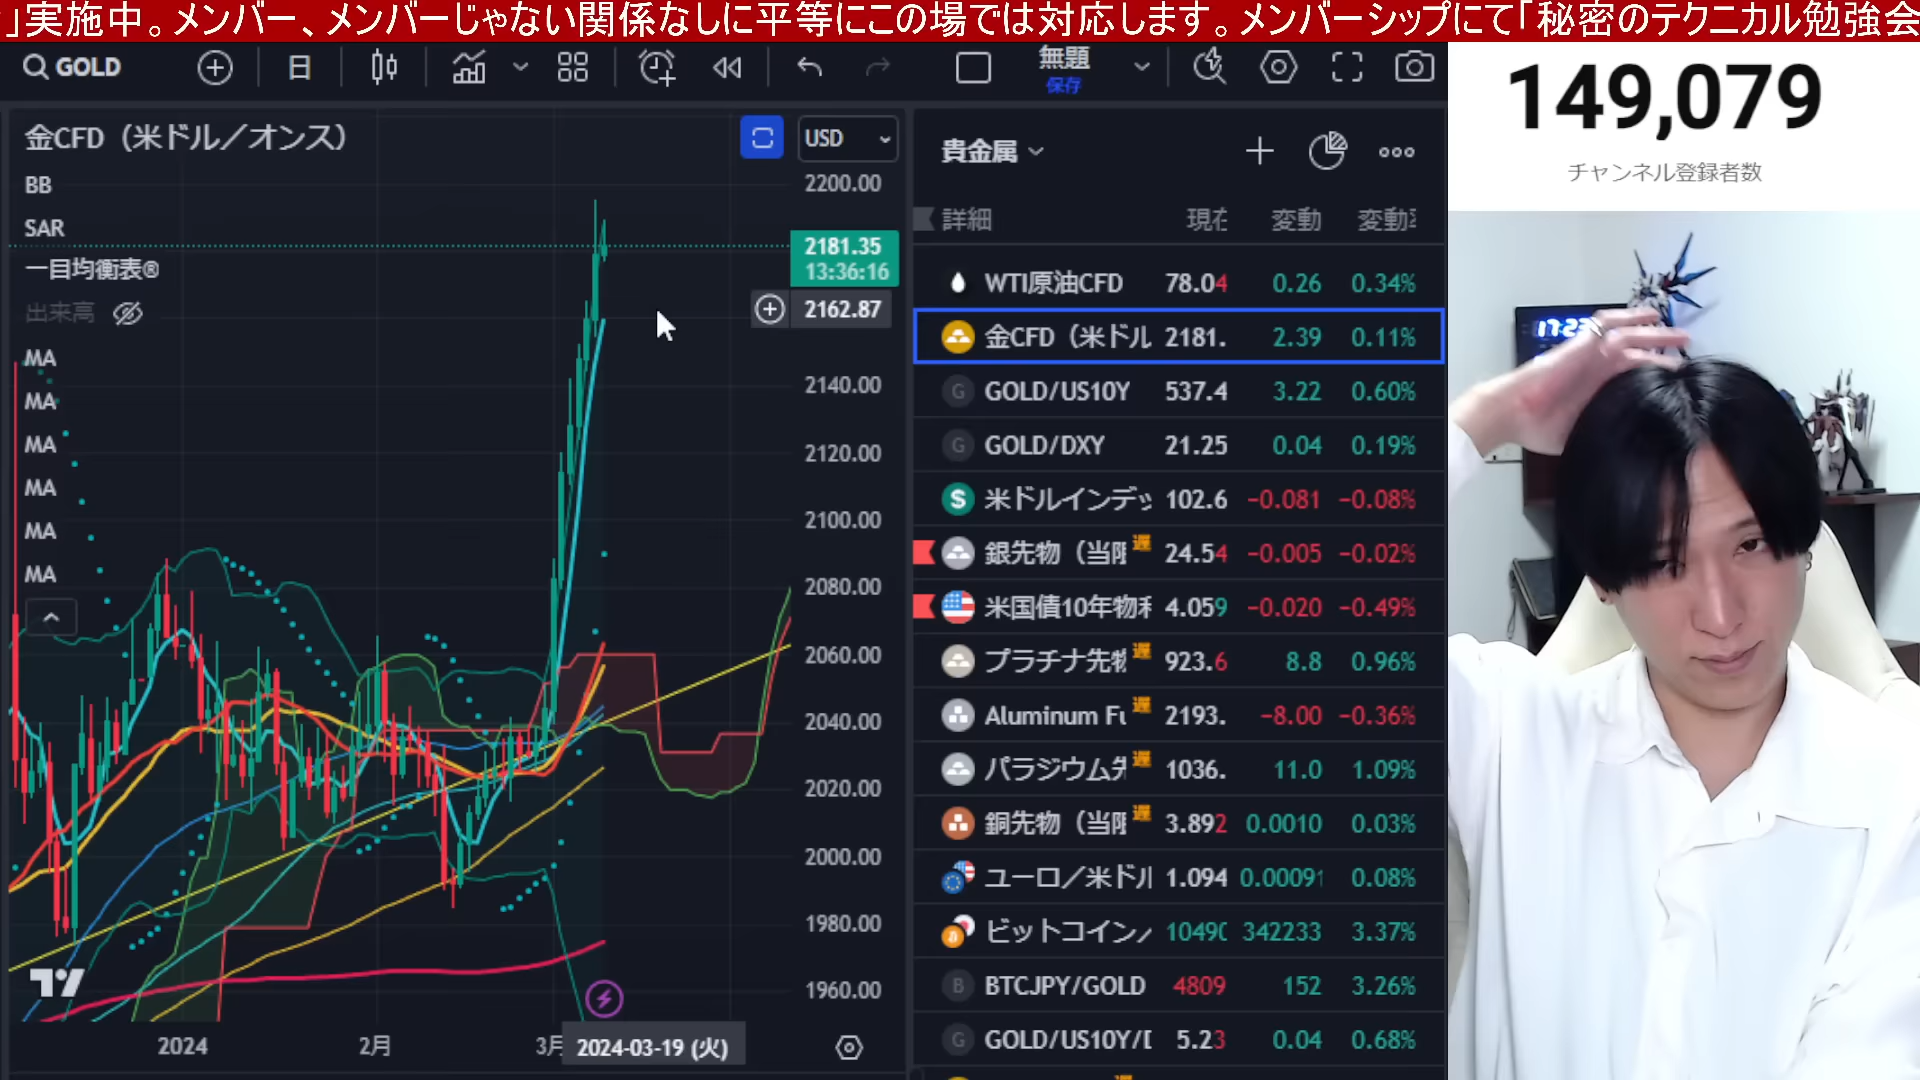 」実施中。メンバー、メンバーじゃない関係なしに平等にこの場では対応します。メンバーシップにて「秘密のテクニカル勉強会
GOLD
日
無題
保存
149,079
チャンネル登録者数
金CFD（米ドル／オンス）
USD
BB
SAR
一目均衡表®
出来高
MA
MA
MA
MA
MA
MA
2200.00
2181.35
13:36:16
2162.87
2140.00
2120.00
2100.00
2080.00
2060.00
2040.00
2020.00
2000.00
1980.00
1960.00
2024
2月
3月
2024-03-19 (火)
貴金属
詳細 現在 変動 変動
WTI原油CFD 78.04 0.26 0.34%
金CFD（米ドル 2181. 2.39 0.11%
G GOLD/US10Y 537.4 3.22 0.60%
G GOLD/DXY 21.25 0.04 0.19%
S 米ドルインデッ 102.6 −0.081 −0.08%
銀先物（当限 遅 24.54 −0.005 −0.02%
米国債10年物利 4.059 −0.020 −0.49%
プラチナ先物 遅 923.6 8.8 0.96%
Aluminum Fu 遅 2193. −8.00 −0.36%
パラジウム先 遅 1036. 11.0 1.09%
銅先物（当限 遅 3.892 0.0010 0.03%
ユーロ／米ドル 1.094 0.00091 0.08%
ビットコイン／ 10490 342233 3.37%
B BTCJPY/GOLD 4809 152 3.26%
G GOLD/US10Y/D 5.23 0.04 0.68%
17:23